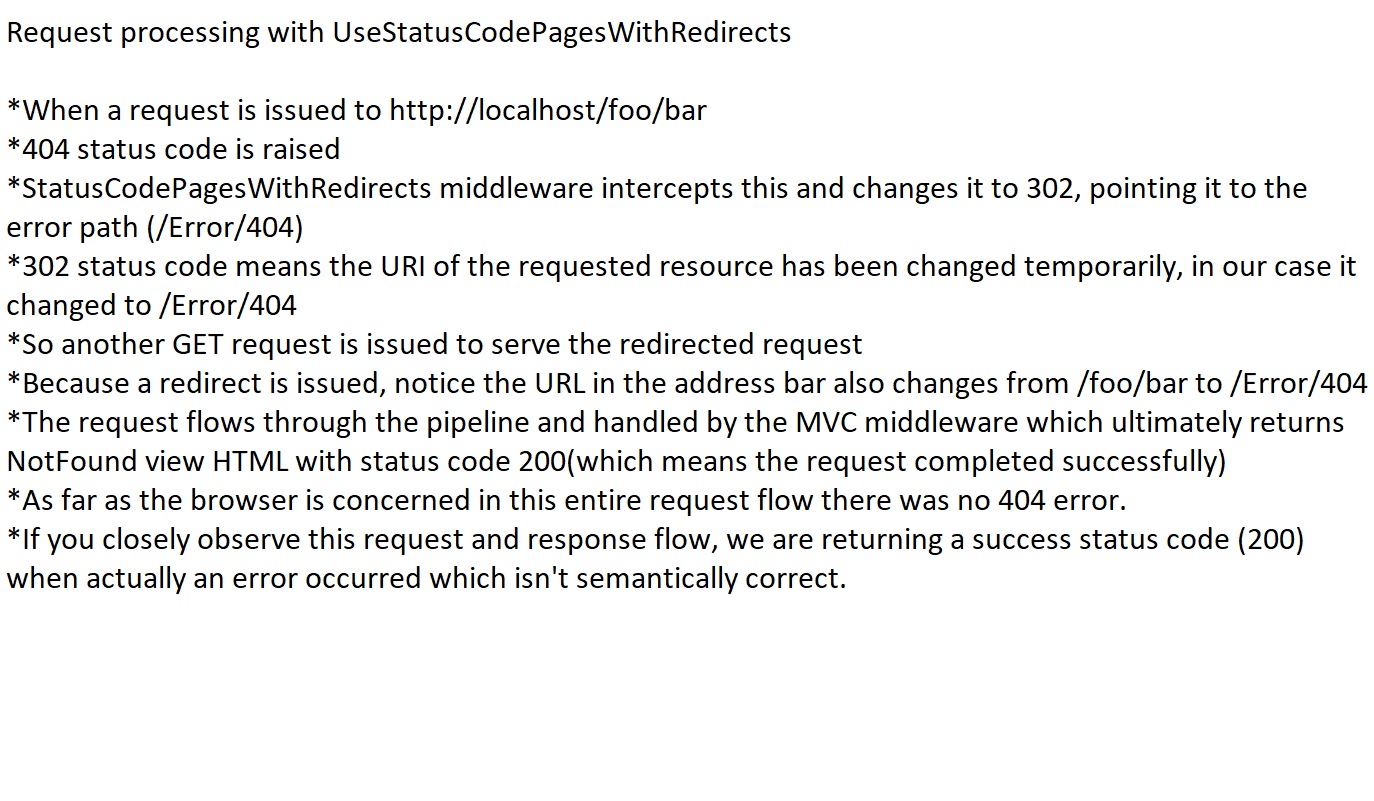 Request processing with UseStatusCodePagesWithRedirects
*When a request is issued to http://localhost/foo/bar
*404 status code is raised
*StatusCodePagesWithRedirects middleware intercepts this and changes it to 302, pointing it to the
error path (/Error/404)
*302 status code means the URI of the requested resource has been changed temporarily, in our case it
changed to /Error/404
*So another GET request is issued to serve the redirected request
*Because a redirect is issued, notice the URL in the address bar also changes from /foo/bar to /Error/404
*The request flows through the pipeline and handled by the MVC middleware which ultimately returns
NotFound view HTML with status code 200(which means the request completed successfully)
*As far as the browser is concerned in this entire request flow there was no 404 error.
*If you closely observe this request and response flow, we are returning a success status code (200)
when actually an error occurred which isn't semantically correct.